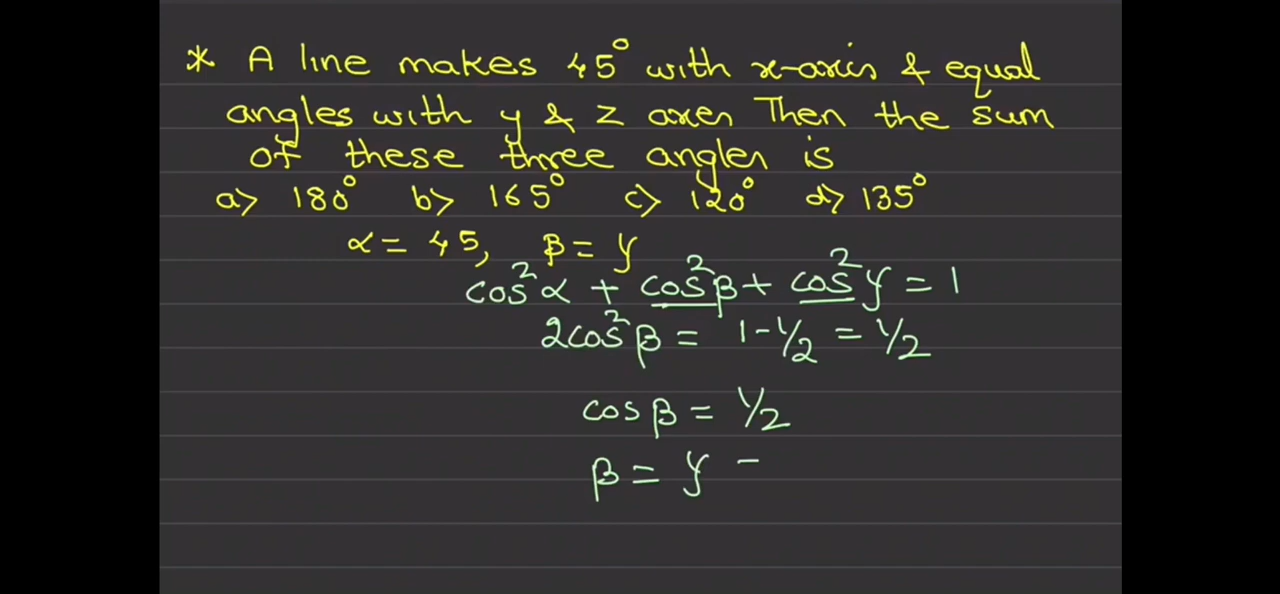 * A line makes 45° with x-axis & equal
angles with y & z axes Then the sum
of these three angles is
a> 180° b> 165° c> 120° d> 135°
α = 45, β = γ
cos²α + cos²β + cos²γ = 1
2cos²β = 1-1/2 = 1/2
cos β = 1/2
β = γ =